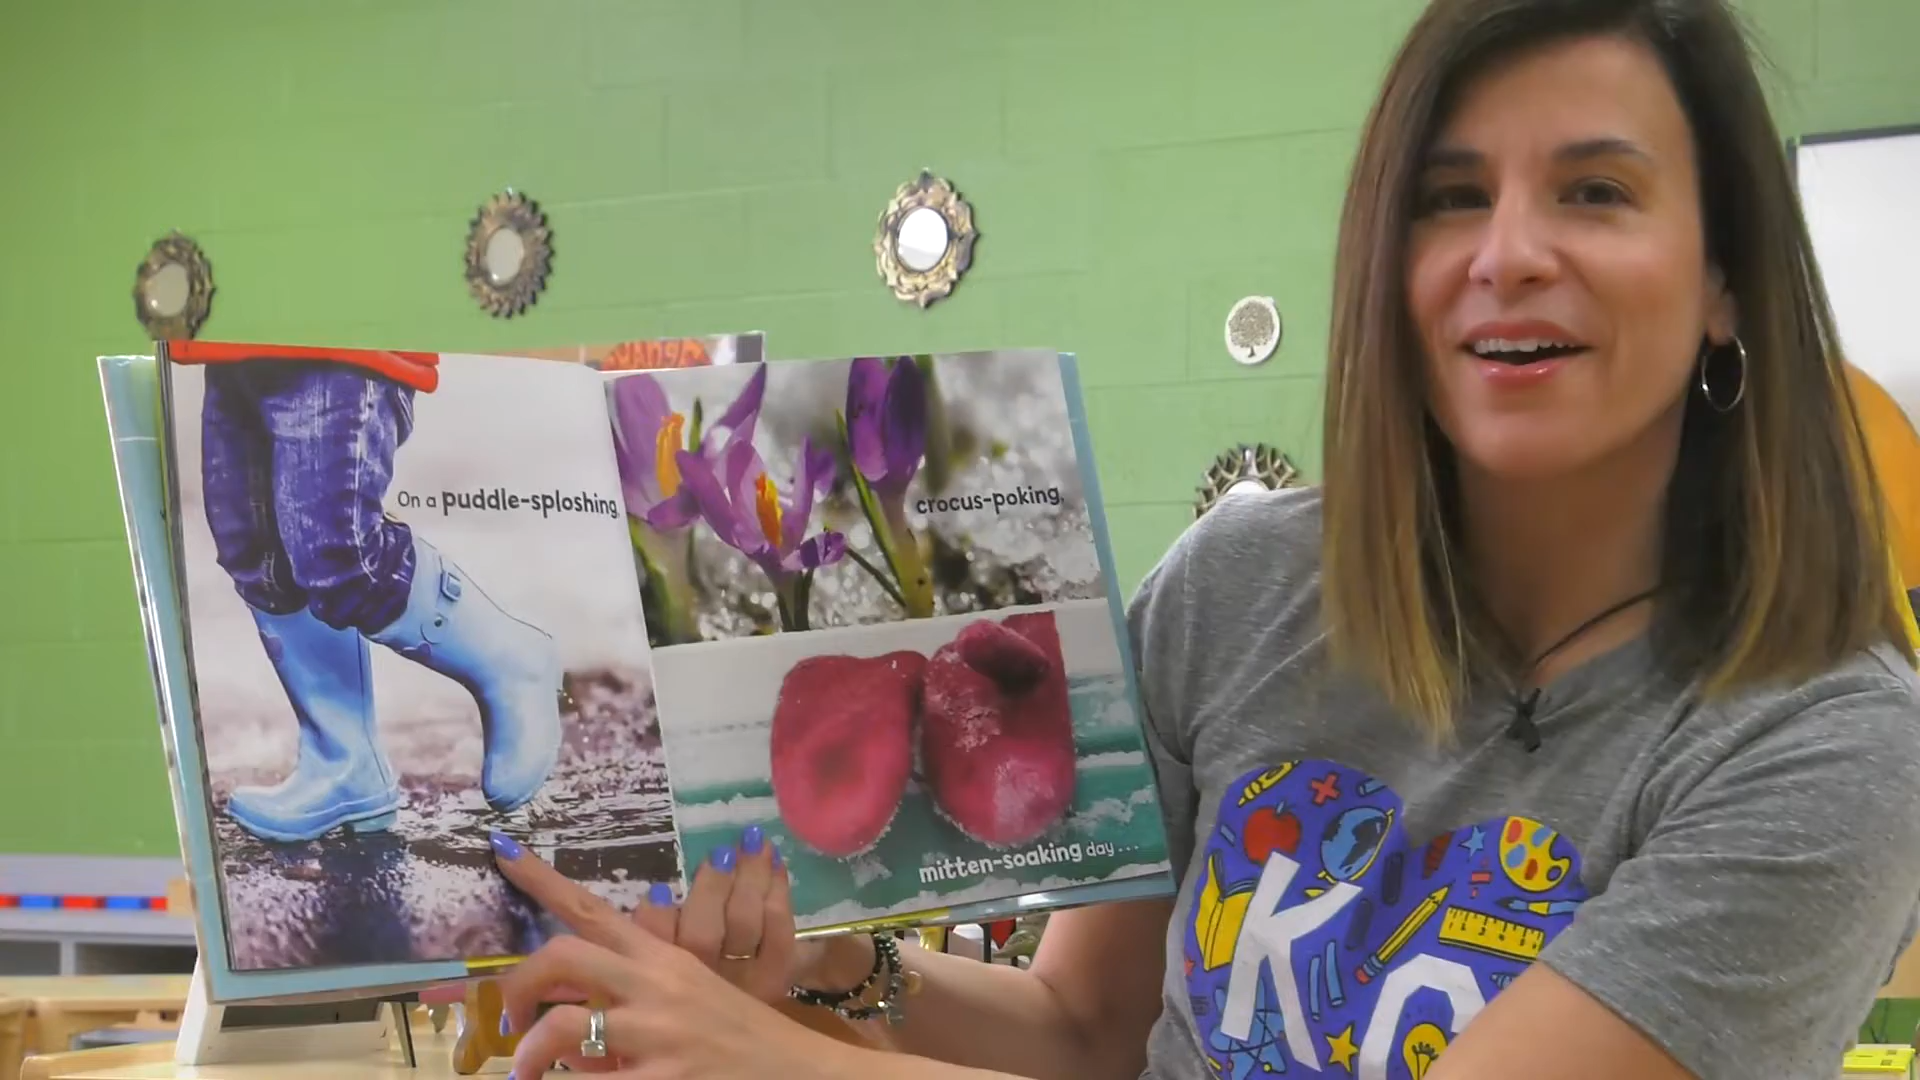 On a puddle-sploshing,
crocus-poking,
mitten-soaking day...
K